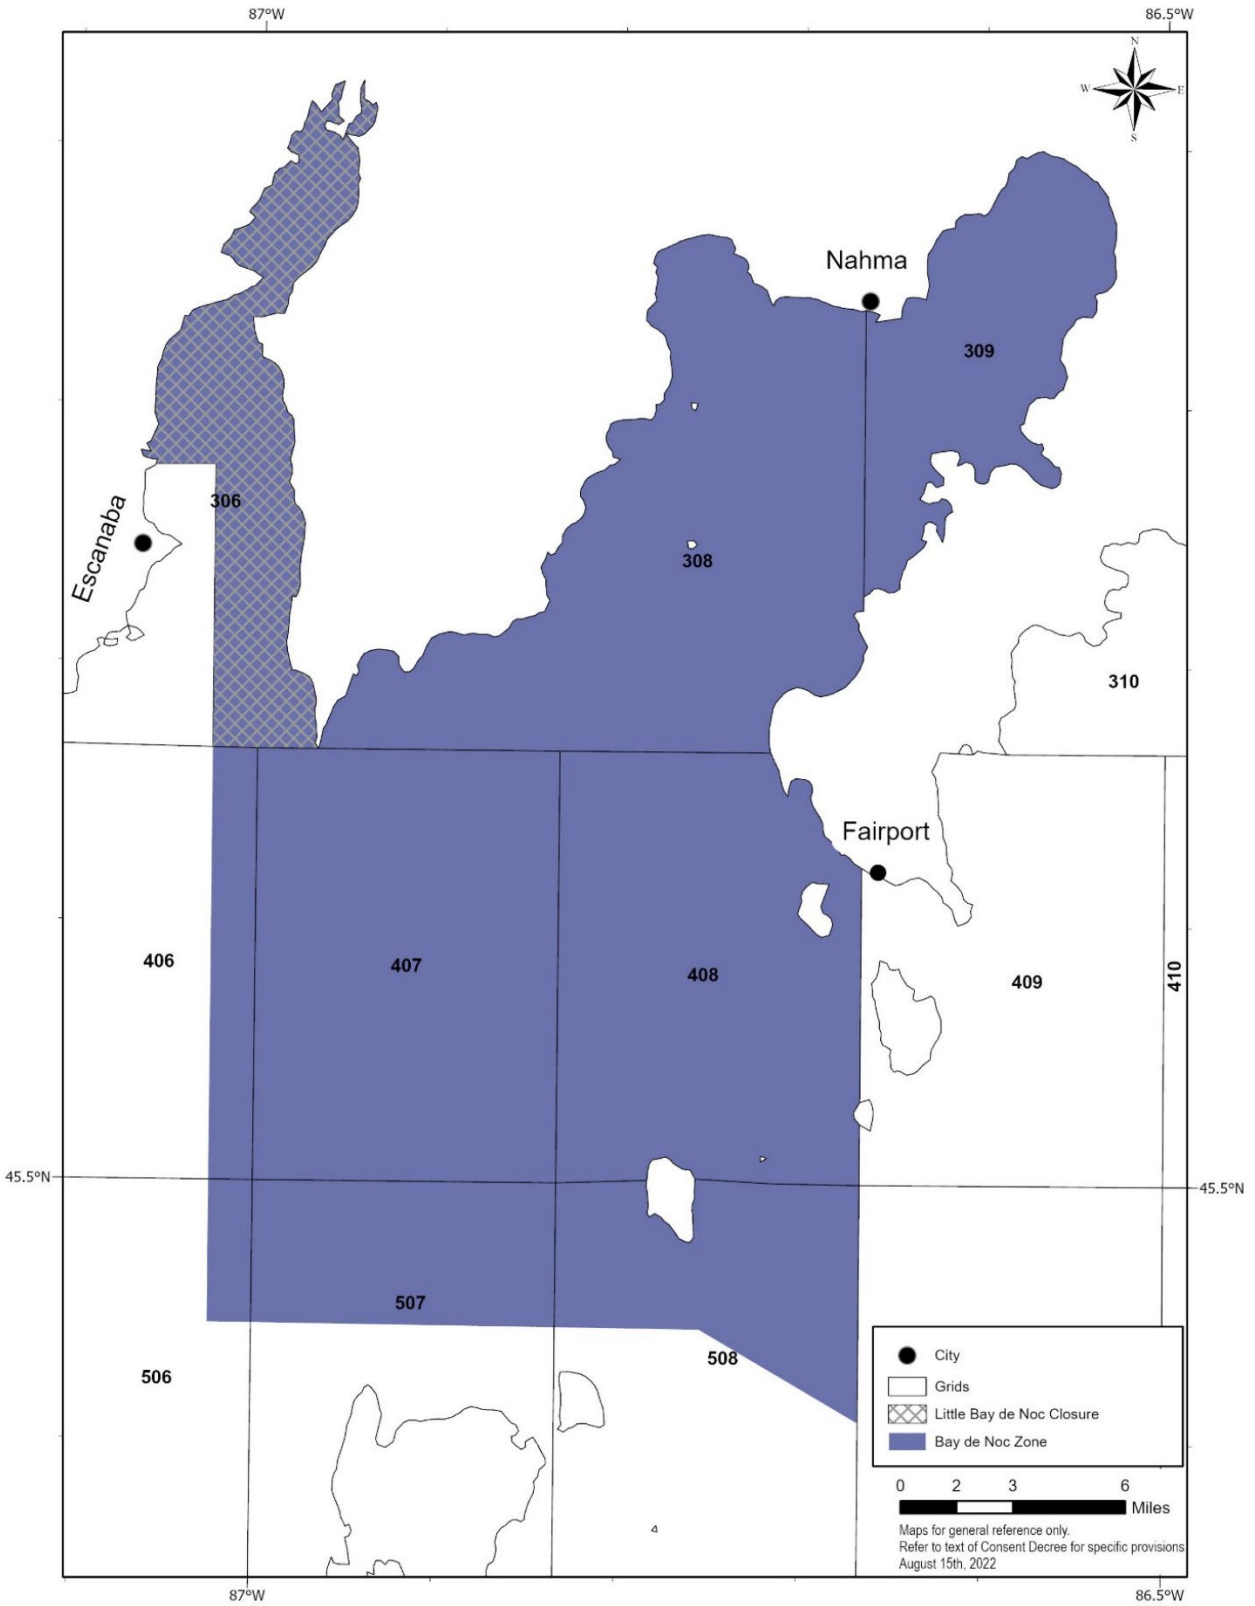 87°W
86.5°W
N
W
E
S
Nahma
309
306
Escanaba
308
310
Fairport
406
407
408
409
410
45.5°N
45.5°N
507
508
506
City
Grids
Little Bay de Noc Closure
Bay de Noc Zone
0 2 3 6
Miles
Maps for general reference only.
Refer to text of Consent Decree for specific provisions
August 15th, 2022
87°W
86.5°W